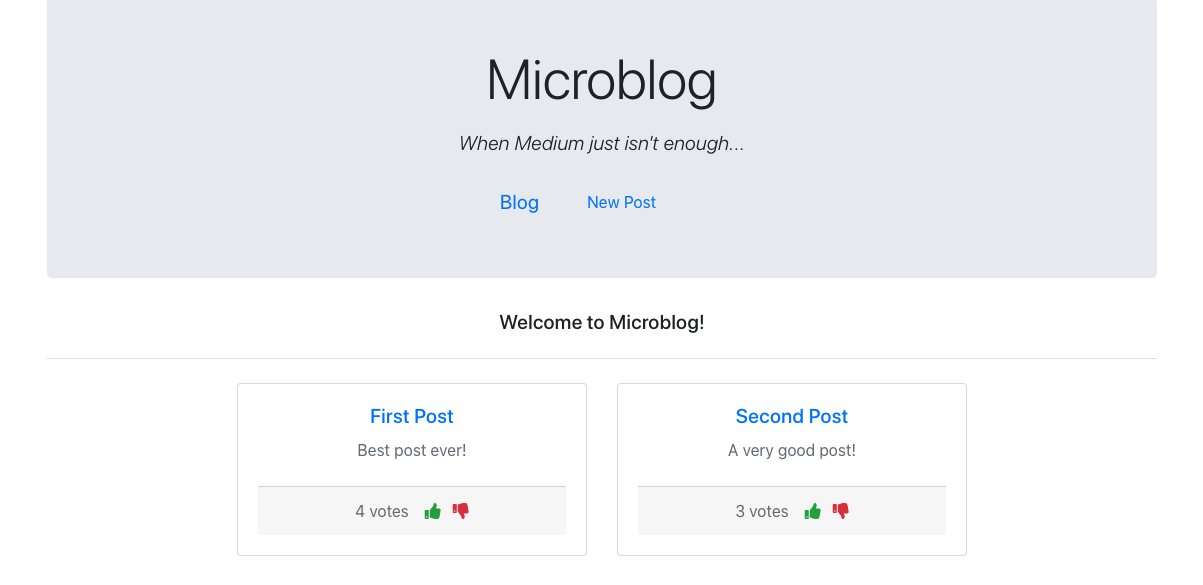 Microblog
When Medium just isn't enough...
Blog New Post
Welcome to Microblog!
First Post
Best post ever!
4 votes
Second Post
A very good post!
3 votes